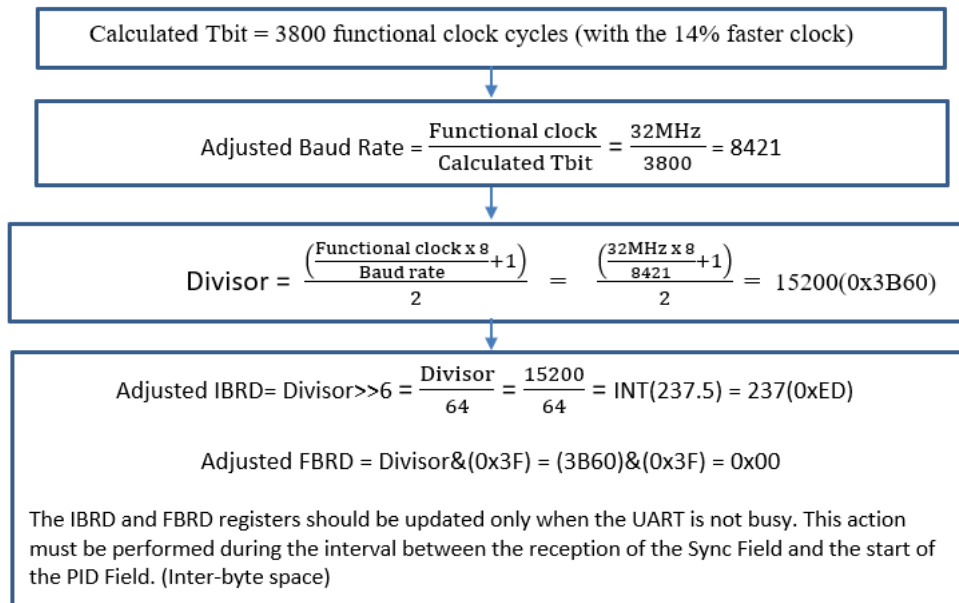 Calculated Tbit = 3800 functional clock cycles (with the 14% faster clock)
Adjusted Baud Rate = Functional clock / Calculated Tbit = 32MHz / 3800 = 8421
Divisor = ((Functional clock x 8 / Baud rate)+1) / 2 = ((32MHz x 8 / 8421)+1) / 2 = 15200(0x3B60)
Adjusted IBRD= Divisor>>6 = Divisor / 64 = 15200 / 64 = INT(237.5) = 237(0xED)
Adjusted FBRD = Divisor&(0x3F) = (3B60)&(0x3F) = 0x00
The IBRD and FBRD registers should be updated only when the UART is not busy. This action
must be performed during the interval between the reception of the Sync Field and the start of
the PID Field. (Inter-byte space)